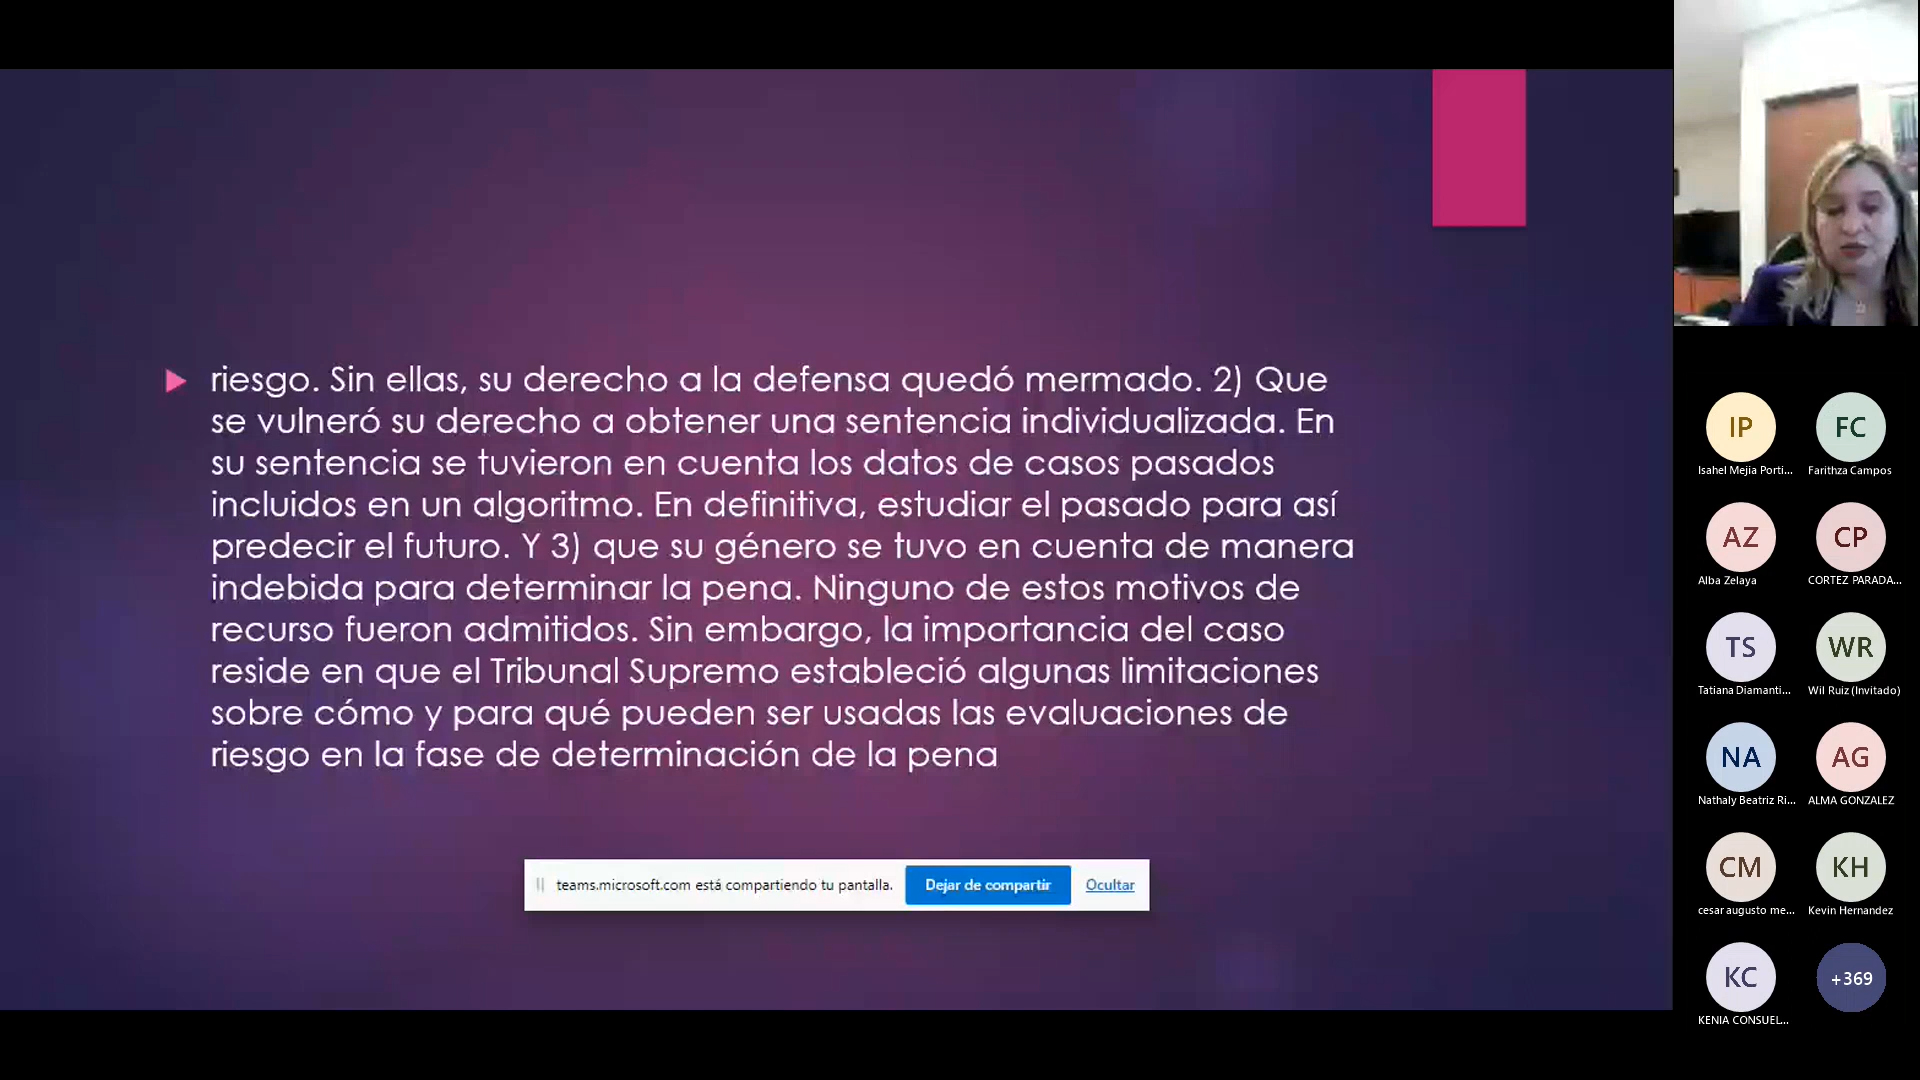 riesgo. Sin ellas, su derecho a la defensa quedó mermado. 2) Que
se vulneró su derecho a obtener una sentencia individualizada. En
su sentencia se tuvieron en cuenta los datos de casos pasados
incluidos en un algoritmo. En definitiva, estudiar el pasado para así
predecir el futuro. Y 3) que su género se tuvo en cuenta de manera
indebida para determinar la pena. Ninguno de estos motivos de
recurso fueron admitidos. Sin embargo, la importancia del caso
reside en que el Tribunal Supremo estableció algunas limitaciones
sobre cómo y para qué pueden ser usadas las evaluaciones de
riesgo en la fase de determinación de la pena
teams.microsoft.com está compartiendo tu pantalla.
Dejar de compartir
Ocultar
IP
Isahel Mejia Porti...
FC
Farithza Campos
AZ
Alba Zelaya
CP
CORTEZ PARADA...
TS
Tatiana Diamanti...
WR
Wil Ruiz (Invitado)
NA
Nathaly Beatriz Ri...
AG
ALMA GONZALEZ
CM
cesar augusto me...
KH
Kevin Hernandez
KC
KENIA CONSUEL...
+369